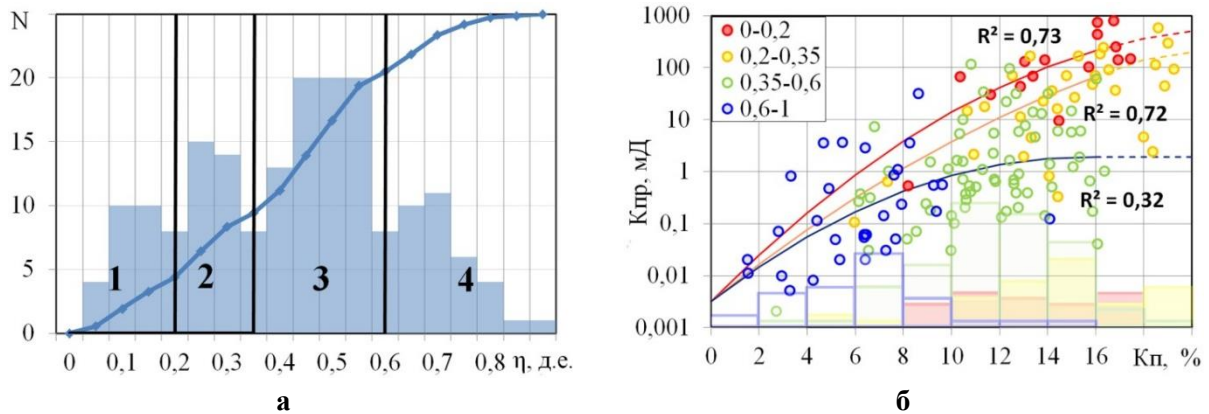 N
20
15
10
5
0
1
2
3
4
0 0,1 0,2 0,3 0,4 0,5 0,6 0,7 0,8 η, д.е.
а
1000
100
10
1
0,1
0,01
0,001
Кпр, мД
0-0,2
0,2-0,35
0,35-0,6
0,6-1
R² = 0,73
R² = 0,72
R² = 0,32
0 2 4 6 8 10 12 14 16 Кп, %
б